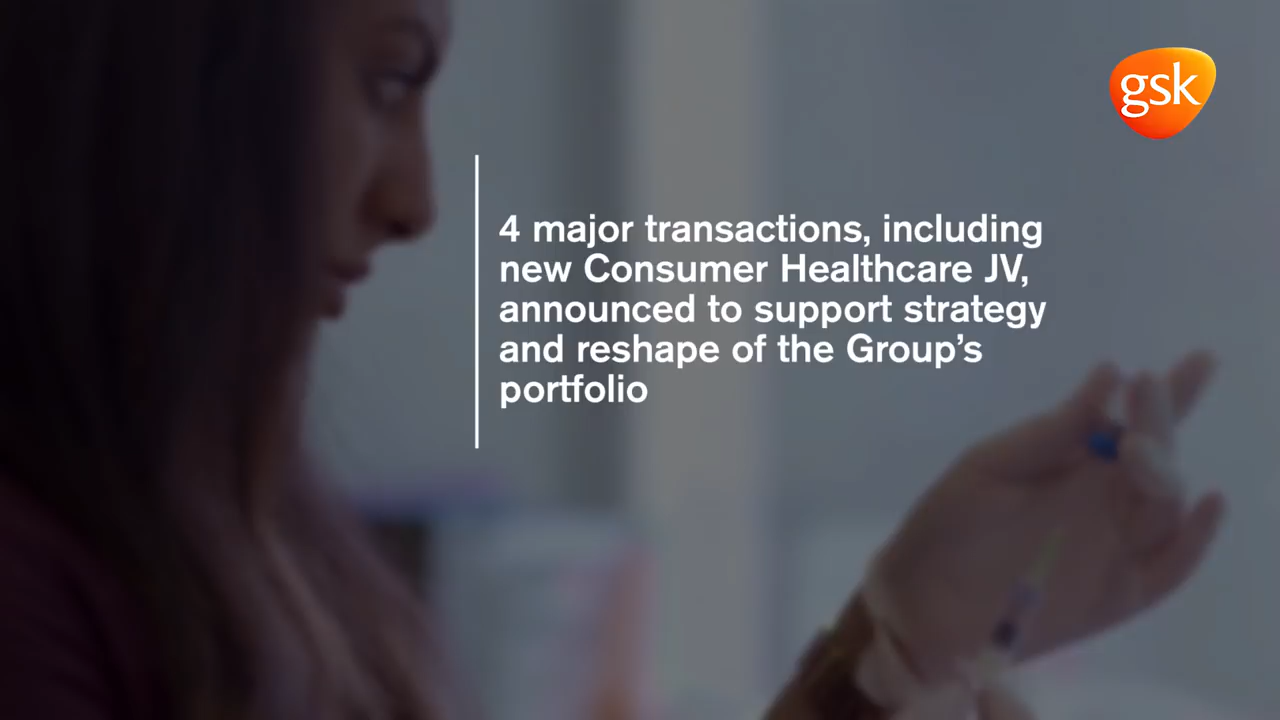 gsk
4 major transactions, including
new Consumer Healthcare JV,
announced to support strategy
and reshape of the Group’s
portfolio